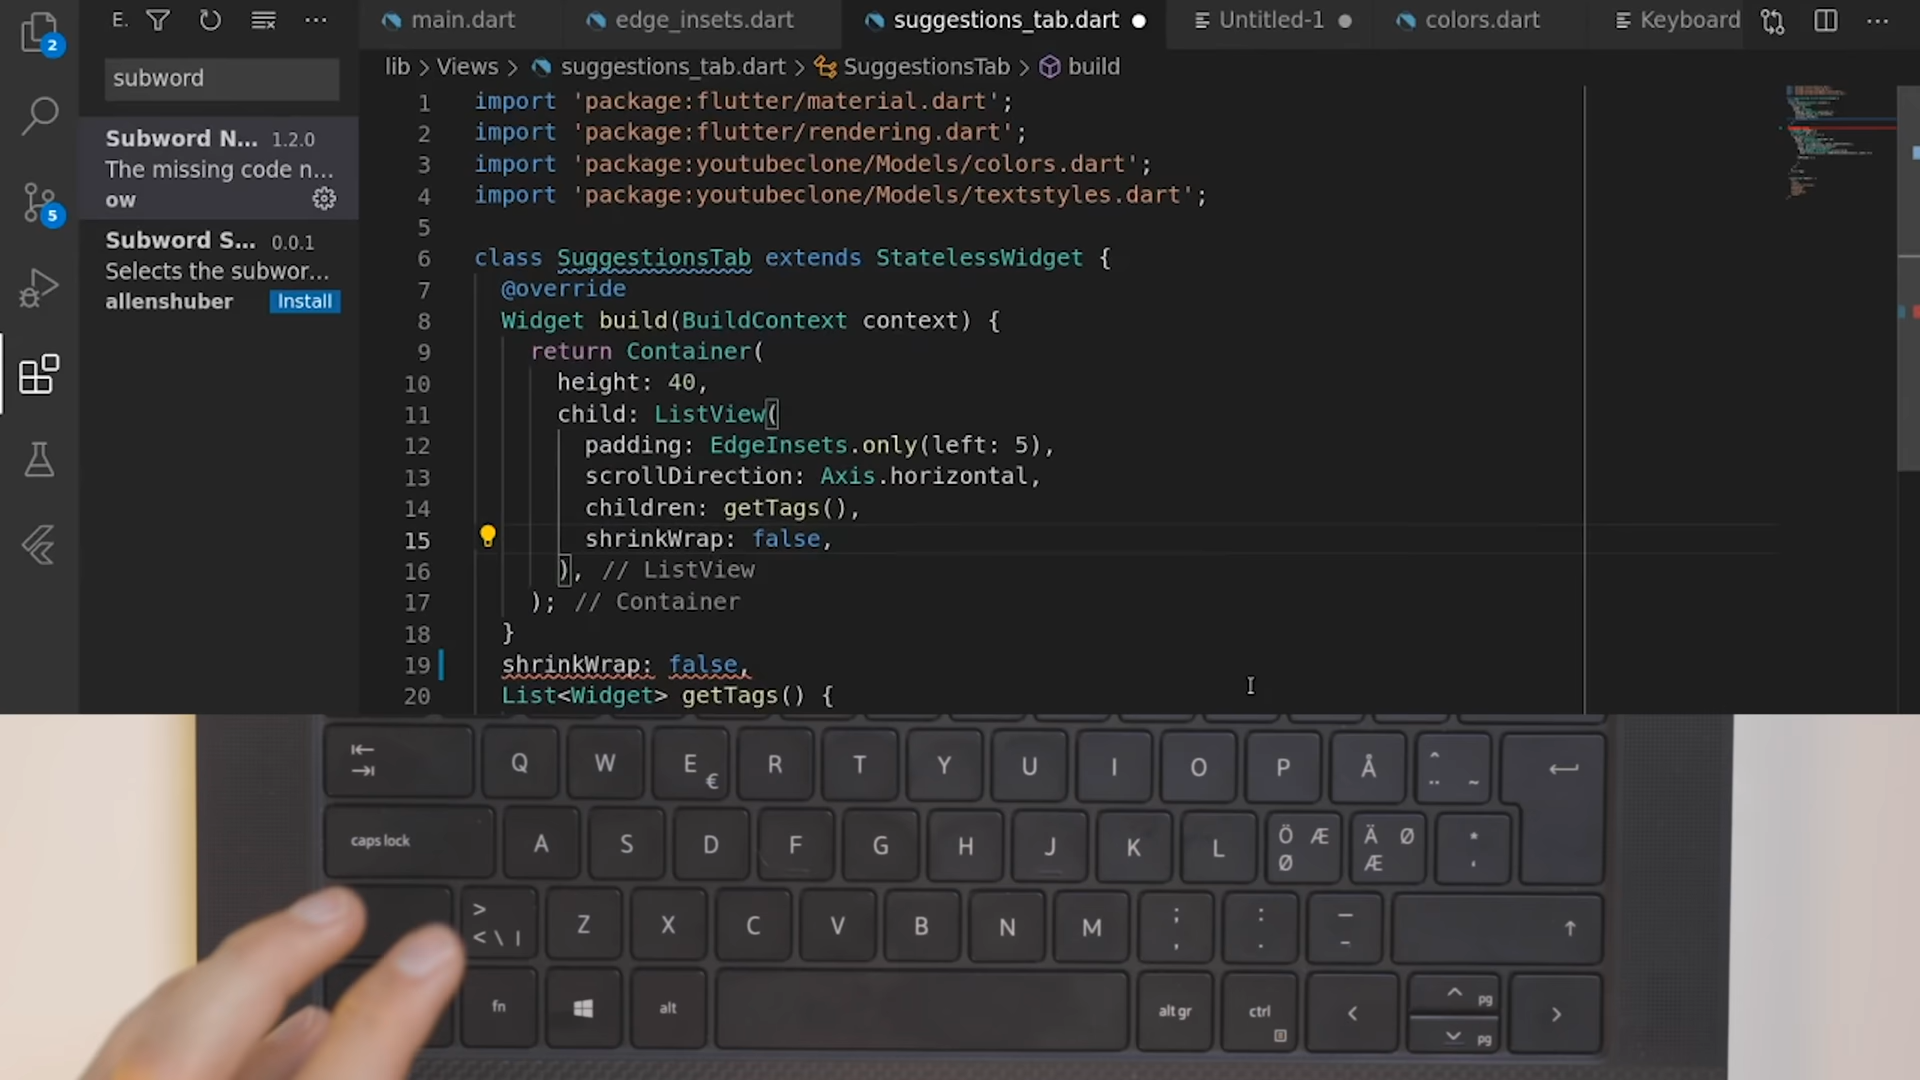 2
5
E.
subword
Subword N... 1.2.0
The missing code n...
ow
Subword S... 0.0.1
Selects the subwor...
allenshuber Install
main.dart edge_insets.dart suggestions_tab.dart Untitled-1 colors.dart Keyboard
lib > Views > suggestions_tab.dart > SuggestionsTab > build
1 import 'package:flutter/material.dart';
2 import 'package:flutter/rendering.dart';
3 import 'package:youtubeclone/Models/colors.dart';
4 import 'package:youtubeclone/Models/textstyles.dart';
5
6 class SuggestionsTab extends StatelessWidget {
7 @override
8 Widget build(BuildContext context) {
9 return Container(
10 height: 40,
11 child: ListView(
12 padding: EdgeInsets.only(left: 5),
13 scrollDirection: Axis.horizontal,
14 children: getTags(),
15 shrinkWrap: false,
16 ), // ListView
17 ); // Container
18 }
19 shrinkWrap: false,
20 List<Widget> getTags() {
Q W E € R T Y U I O P Å ^ ¨ ~
caps lock A S D F G H J K L Ö Æ Ø Ä Ø Æ * '
> < \ | Z X C V B N M ; , : . _ -
fn alt alt gr ctrl < ^ pg v pg >